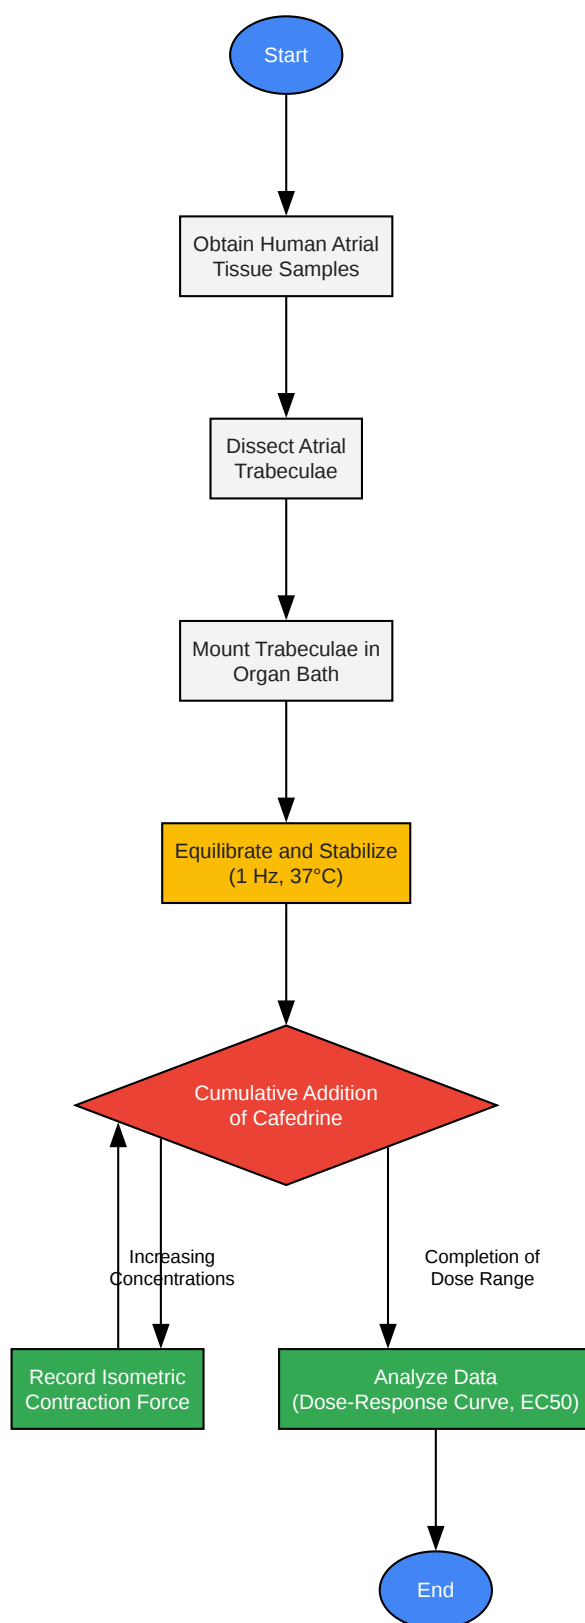 Start
Obtain Human Atrial
Tissue Samples
Dissect Atrial
Trabeculae
Mount Trabeculae in
Organ Bath
Equilibrate and Stabilize
(1 Hz, 37°C)
Cumulative Addition
of Cafedrine
Increasing
Concentrations
Completion of
Dose Range
Record Isometric
Contraction Force
Analyze Data
(Dose-Response Curve, EC50)
End